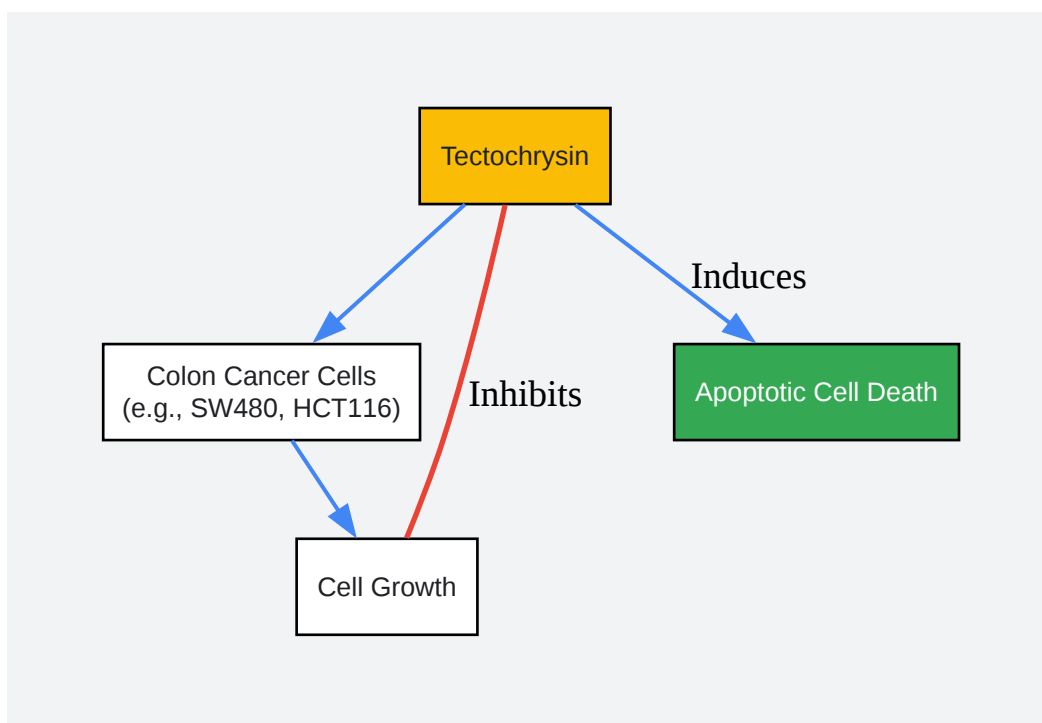 Tectochrysin
Induces
Colon Cancer Cells
(e.g., SW480, HCT116)
Inhibits
Apoptotic Cell Death
Cell Growth